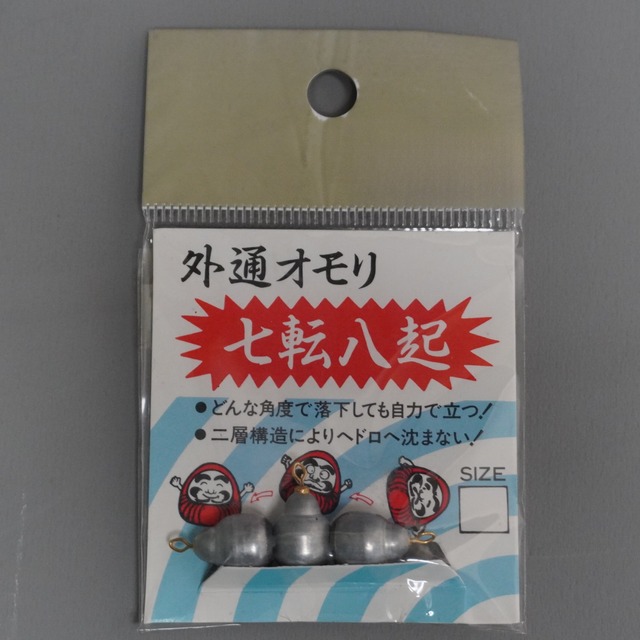 外通オモリ
七転八起
●どんな角度で落下しても自力で立つ!
●二層構造によりヘドロへ沈まない!
SIZE